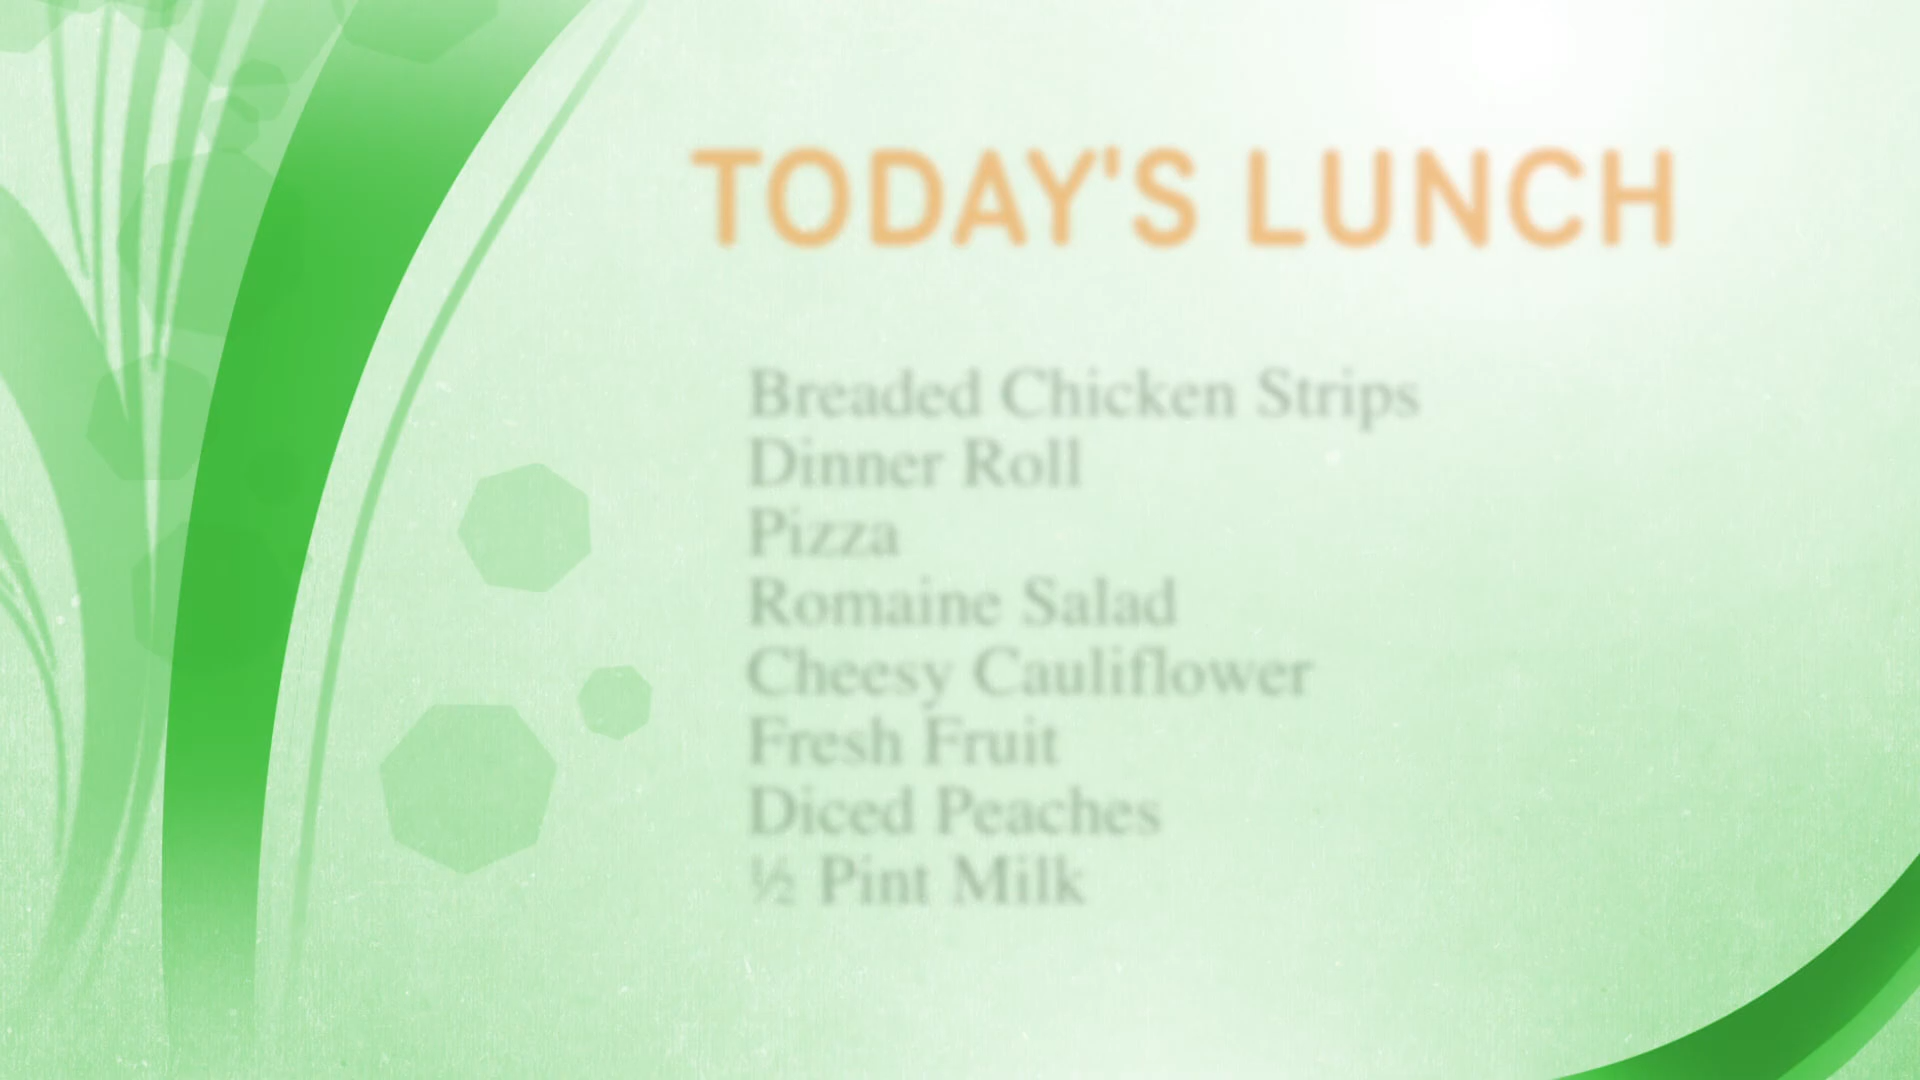 TODAY'S LUNCH
Breaded Chicken Strips
Dinner Roll
Pizza
Romaine Salad
Cheesy Cauliflower
Fresh Fruit
Diced Peaches
½ Pint Milk